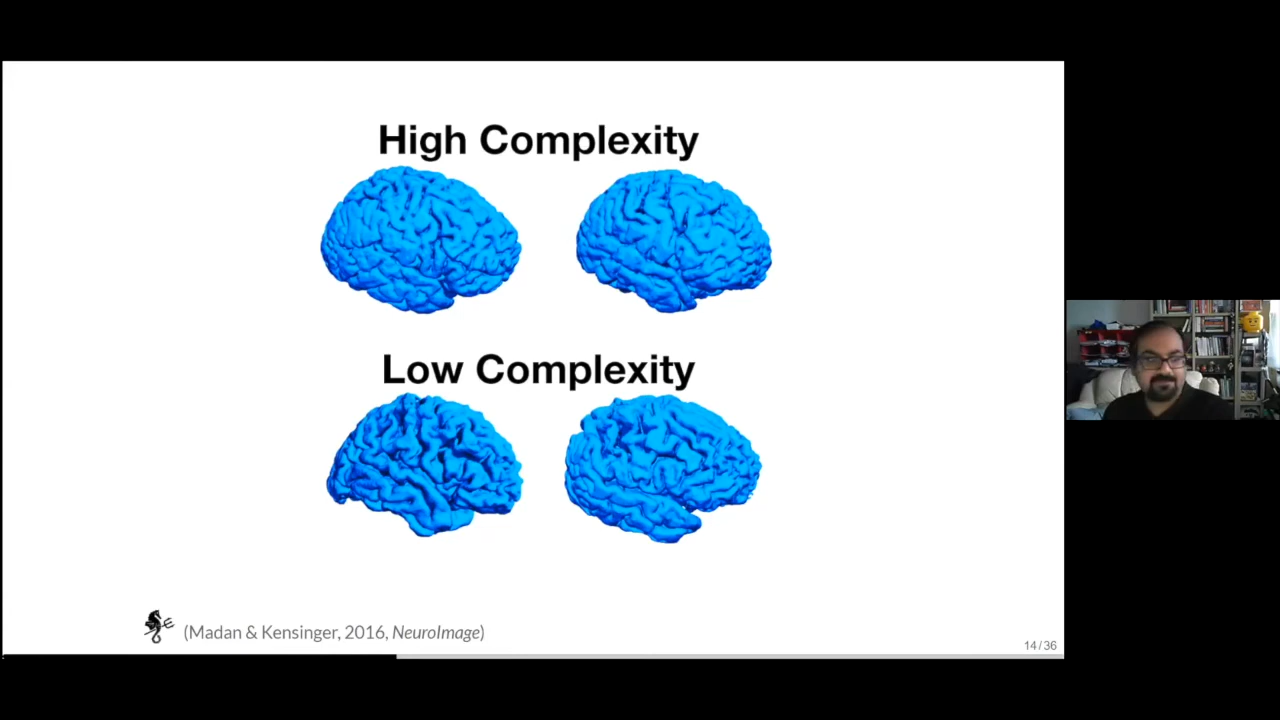 High Complexity
Low Complexity
(Madan & Kensinger, 2016, NeuroImage)
14 / 36